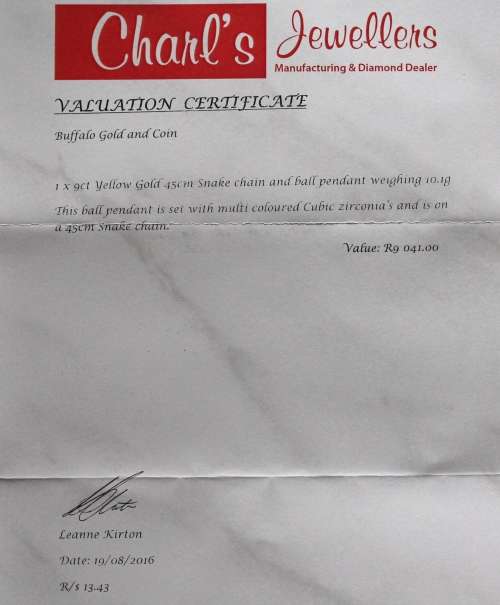 Charl's Jewellers
Manufacturing & Diamond Dealer
VALUATION CERTIFICATE
Buffalo Gold and Coin
1 x 9ct Yellow Gold 45cm Snake chain and ball pendant weighing 10.1g
This ball pendant is set with multi coloured Cubic zirconia's and is on
a 45cm Snake chain.
Value: R9 041.00
Leanne Kirton
Date: 19/08/2016
R/$ 13.43